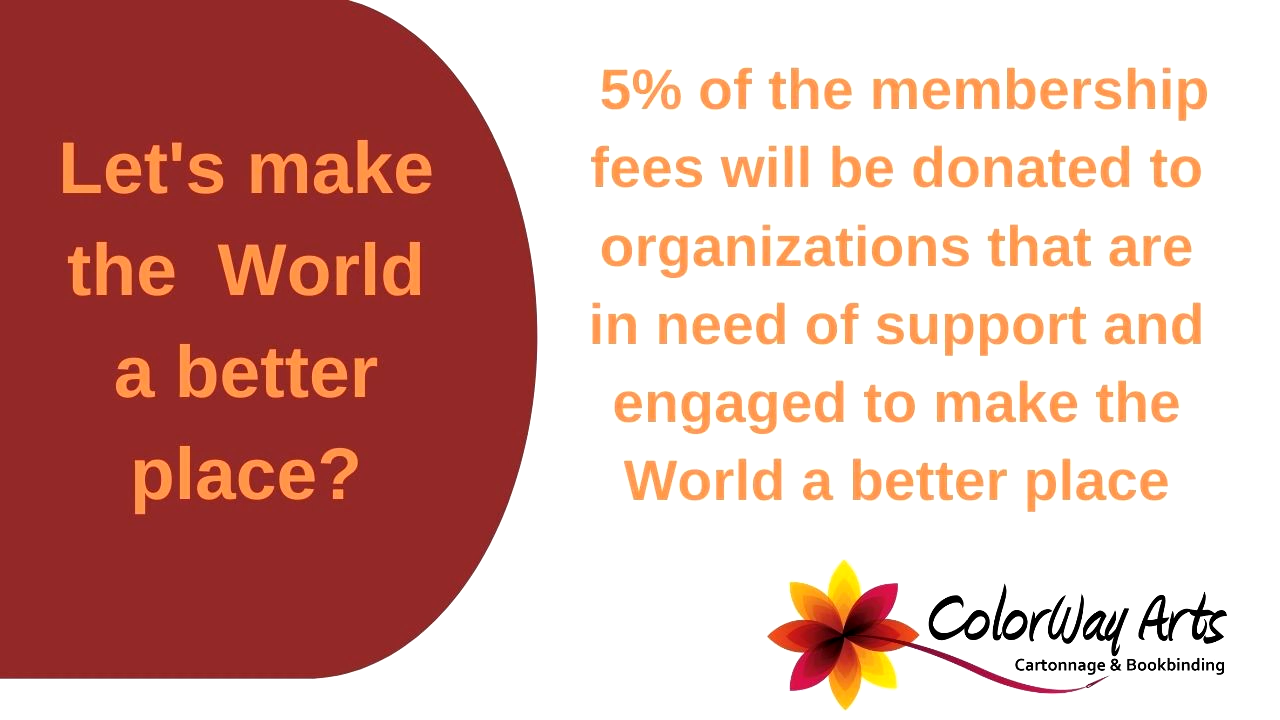 Let's make
the World
a better
place?
5% of the membership
fees will be donated to
organizations that are
in need of support and
engaged to make the
World a better place
ColorWay Arts
Cartonnage & Bookbinding